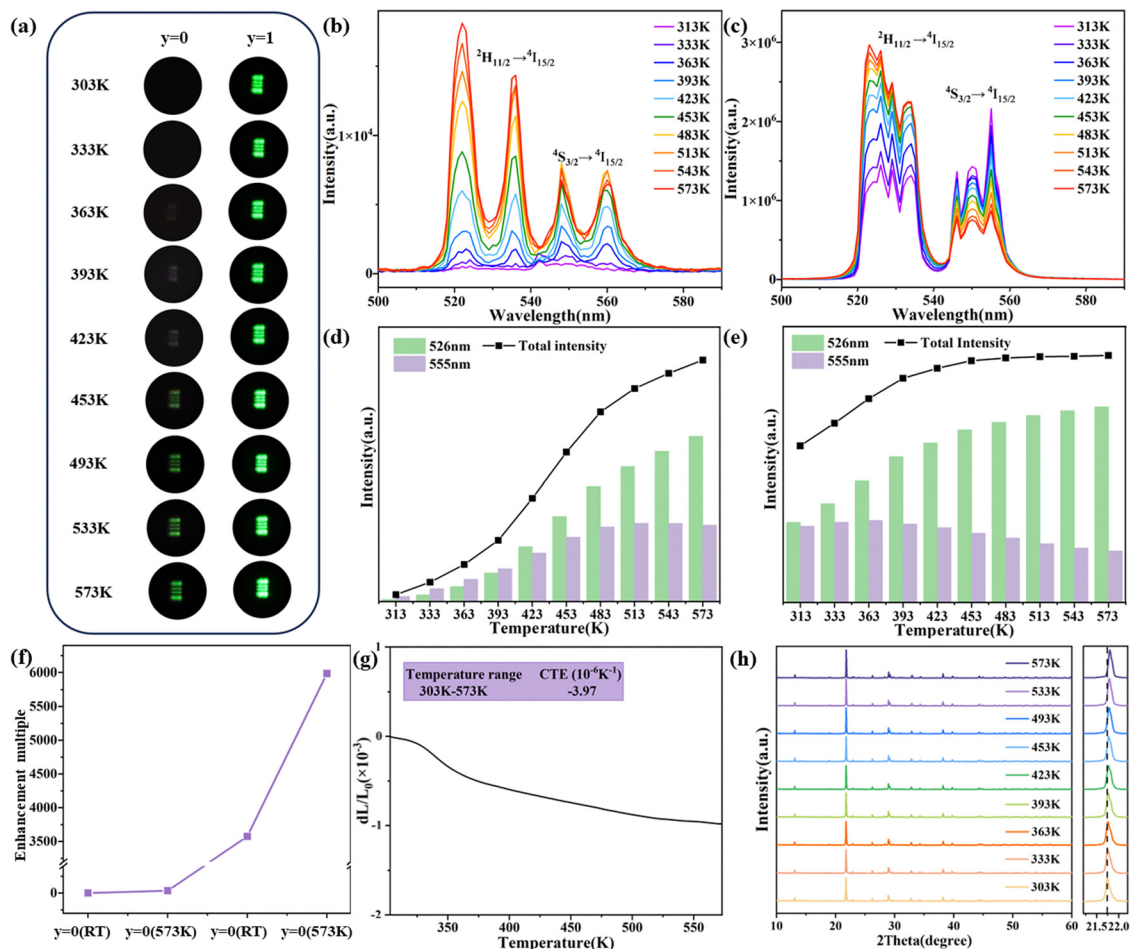 (a)
y=0 y=1
303K
333K
363K
393K
423K
453K
493K
533K
573K
(b)
Intensity(a.u.)
1×10⁴
0
²H₁₁/₂→⁴I₁₅/₂
⁴S₃/₂→⁴I₁₅/₂
313K
333K
363K
393K
423K
453K
483K
513K
543K
573K
500 520 540 560 580
Wavelength(nm)
(c)
Intensity(a.u.)
3×10⁶
2×10⁶
1×10⁶
0
²H₁₁/₂→⁴I₁₅/₂
⁴S₃/₂→⁴I₁₅/₂
313K
333K
363K
393K
423K
453K
483K
513K
543K
573K
500 520 540 560 580
Wavelength(nm)
(d)
526nm Total intensity
555nm
Intensity(a.u.)
313 333 363 393 423 453 483 513 543 573
Temperature(K)
(e)
526nm Total Intensity
555nm
Intensity(a.u.)
313 333 363 393 423 453 483 513 543 573
Temperature(K)
(f)
Enhancement multiple
6000
5500
5000
4500
4000
3500
0
y=0(RT) y=0(573K) y=0(RT) y=0(573K)
(g)
Temperature range CTE (10⁻⁶K⁻¹)
303K-573K -3.97
dL/L₀(×10⁻³)
1
0
-1
-2
325 375 425 475 525
Temperature(K)
(h)
Intensity(a.u.)
573K
533K
493K
453K
423K
393K
363K
333K
303K
10 20 30 40 50 60
2Theta(degree)
21.5 22.0